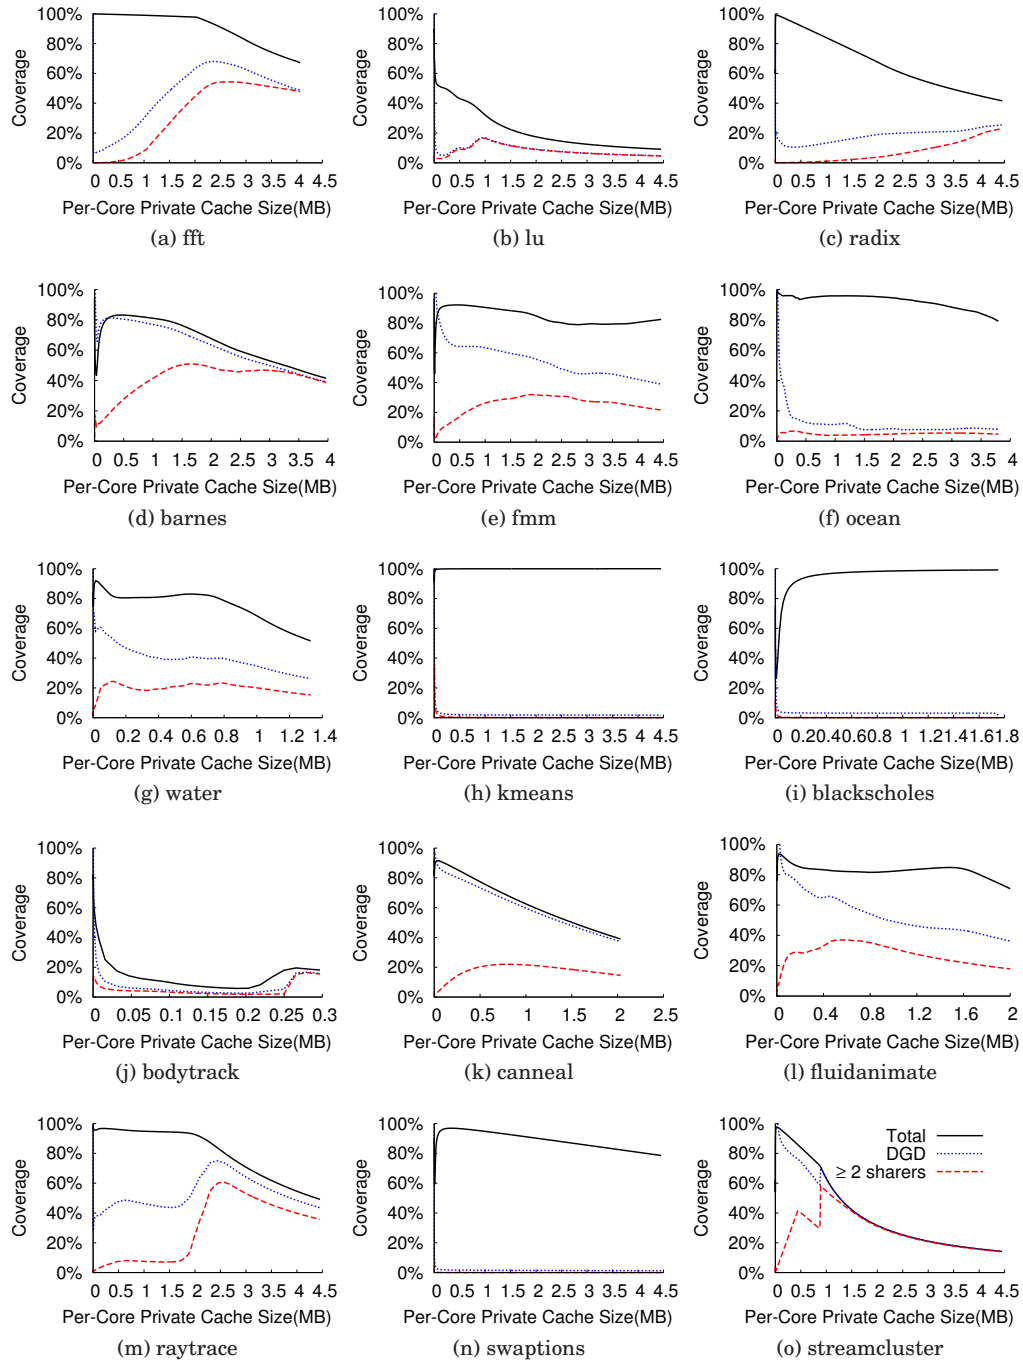 100%
80%
60%
40%
20%
0%
Coverage
0 0.5 1 1.5 2 2.5 3 3.5 4 4.5
Per-Core Private Cache Size(MB)
(a) fft
100%
80%
60%
40%
20%
0%
Coverage
0 0.5 1 1.5 2 2.5 3 3.5 4 4.5
Per-Core Private Cache Size(MB)
(b) lu
100%
80%
60%
40%
20%
0%
Coverage
0 0.5 1 1.5 2 2.5 3 3.5 4 4.5
Per-Core Private Cache Size(MB)
(c) radix
100%
80%
60%
40%
20%
0%
Coverage
0 0.5 1 1.5 2 2.5 3 3.5 4
Per-Core Private Cache Size(MB)
(d) barnes
100%
80%
60%
40%
20%
0%
Coverage
0 0.5 1 1.5 2 2.5 3 3.5 4 4.5
Per-Core Private Cache Size(MB)
(e) fmm
100%
80%
60%
40%
20%
0%
Coverage
0 0.5 1 1.5 2 2.5 3 3.5 4
Per-Core Private Cache Size(MB)
(f) ocean
100%
80%
60%
40%
20%
0%
Coverage
0 0.2 0.4 0.6 0.8 1 1.2 1.4
Per-Core Private Cache Size(MB)
(g) water
100%
80%
60%
40%
20%
0%
Coverage
0 0.5 1 1.5 2 2.5 3 3.5 4 4.5
Per-Core Private Cache Size(MB)
(h) kmeans
100%
80%
60%
40%
20%
0%
Coverage
0 0.2 0.4 0.6 0.8 1 1.2 1.4 1.6 1.8
Per-Core Private Cache Size(MB)
(i) blackscholes
100%
80%
60%
40%
20%
0%
Coverage
0 0.05 0.1 0.15 0.2 0.25 0.3
Per-Core Private Cache Size(MB)
(j) bodytrack
100%
80%
60%
40%
20%
0%
Coverage
0 0.5 1 1.5 2 2.5
Per-Core Private Cache Size(MB)
(k) canneal
100%
80%
60%
40%
20%
0%
Coverage
0 0.4 0.8 1.2 1.6 2
Per-Core Private Cache Size(MB)
(l) fluidanimate
100%
80%
60%
40%
20%
0%
Coverage
0 0.5 1 1.5 2 2.5 3 3.5 4 4.5
Per-Core Private Cache Size(MB)
(m) raytrace
100%
80%
60%
40%
20%
0%
Coverage
0 0.5 1 1.5 2 2.5 3 3.5 4 4.5
Per-Core Private Cache Size(MB)
(n) swaptions
100%
80%
60%
40%
20%
0%
Coverage
Total
DGD
≥ 2 sharers
0 0.5 1 1.5 2 2.5 3 3.5 4 4.5
Per-Core Private Cache Size(MB)
(o) streamcluster